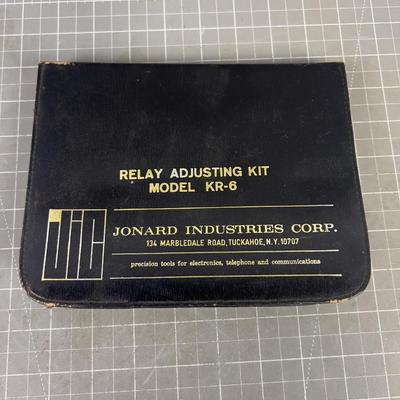 RELAY ADJUSTING KIT
MODEL KR-6
JIC
JONARD INDUSTRIES CORP.
134 MARBLEDALE ROAD, TUCKAHOE, N.Y. 10707
precision tools for electronics, telephone and communications